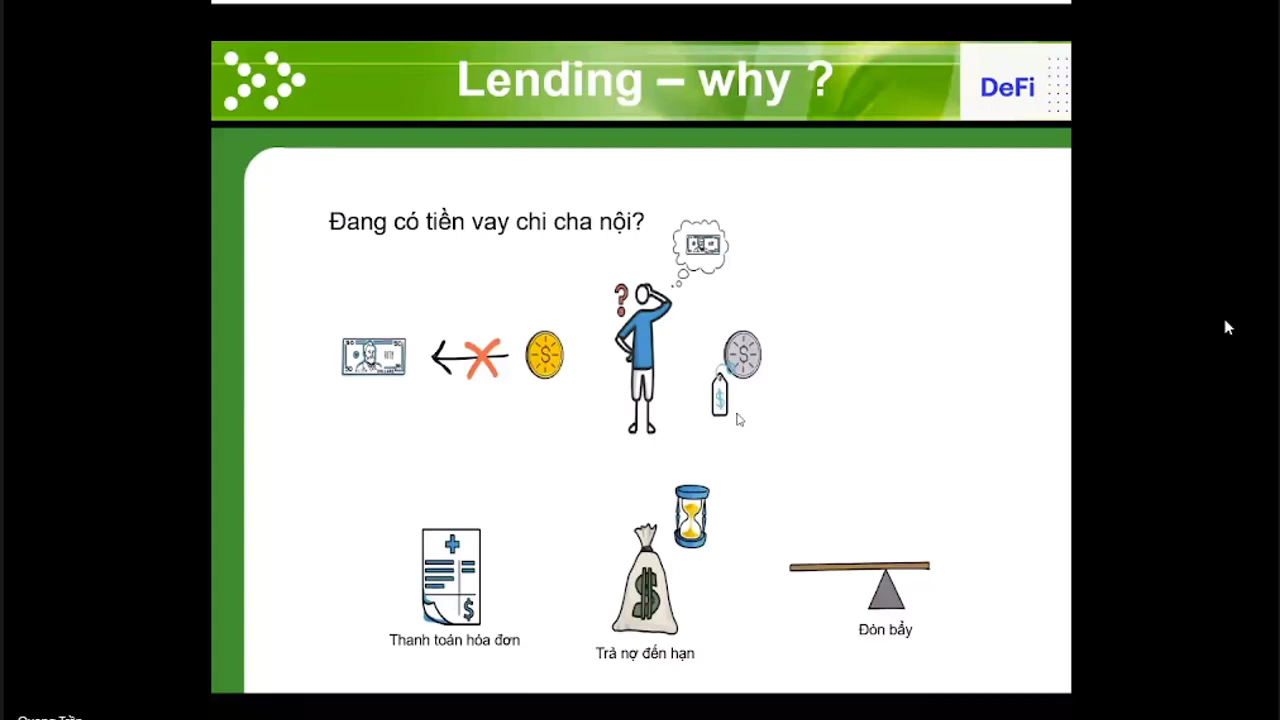 Lending – why ?
DeFi
Đang có tiền vay chi cha nội?
Thanh toán hóa đơn
Trả nợ đến hạn
Đòn bẩy